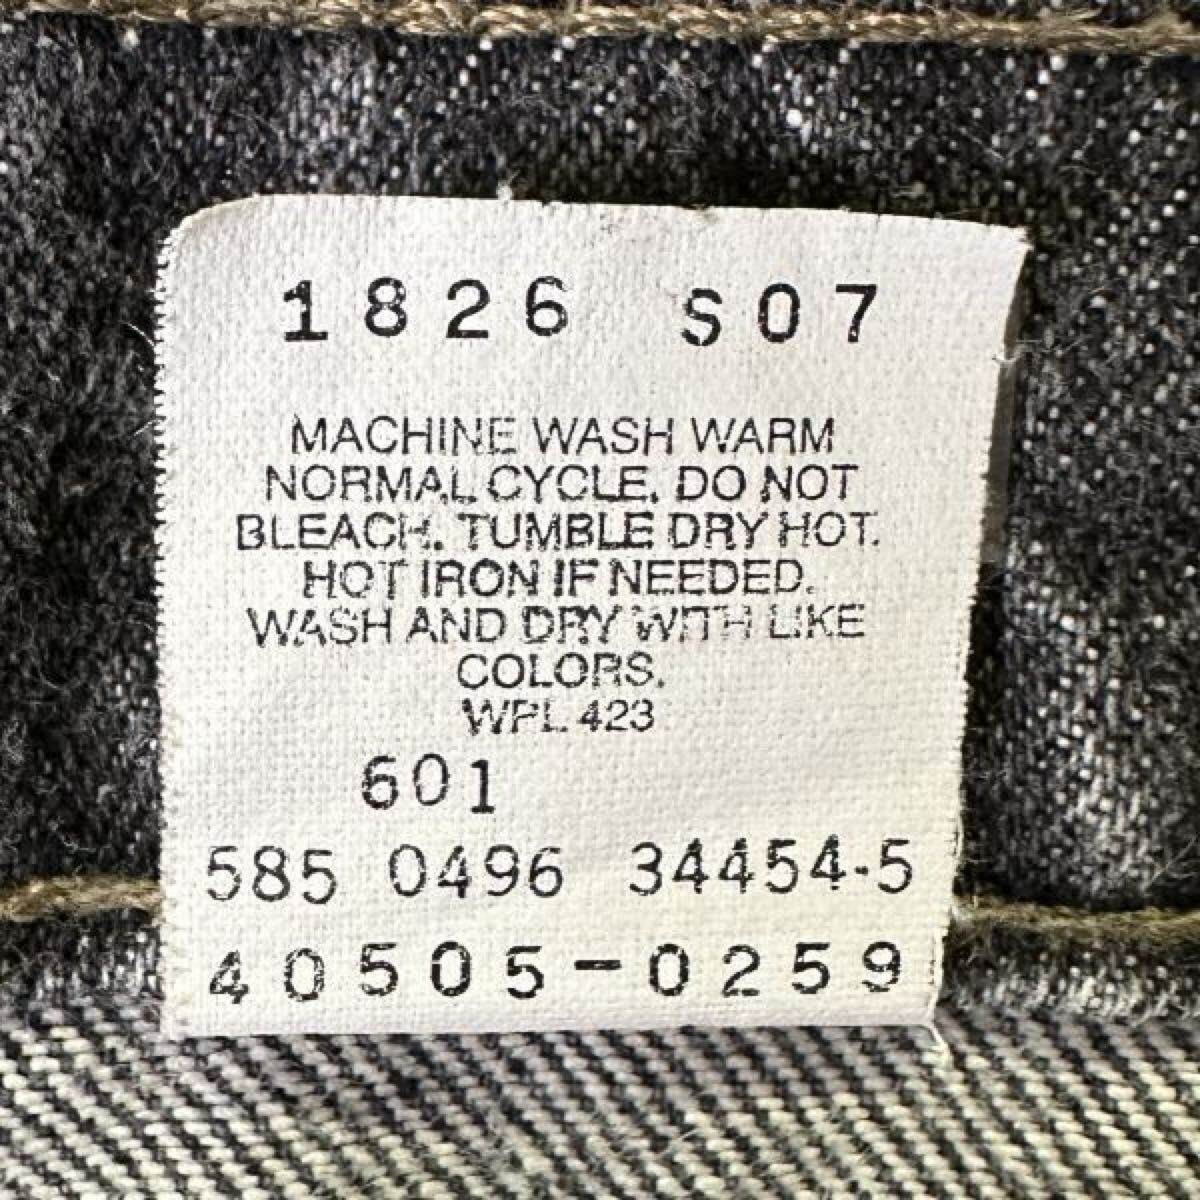 1826 S07
MACHINE WASH WARM
NORMAL CYCLE. DO NOT
BLEACH. TUMBLE DRY HOT.
HOT IRON IF NEEDED.
WASH AND DRY WITH LIKE
COLORS.
WPL 423
601
585 0496 34454-5
40505-0259